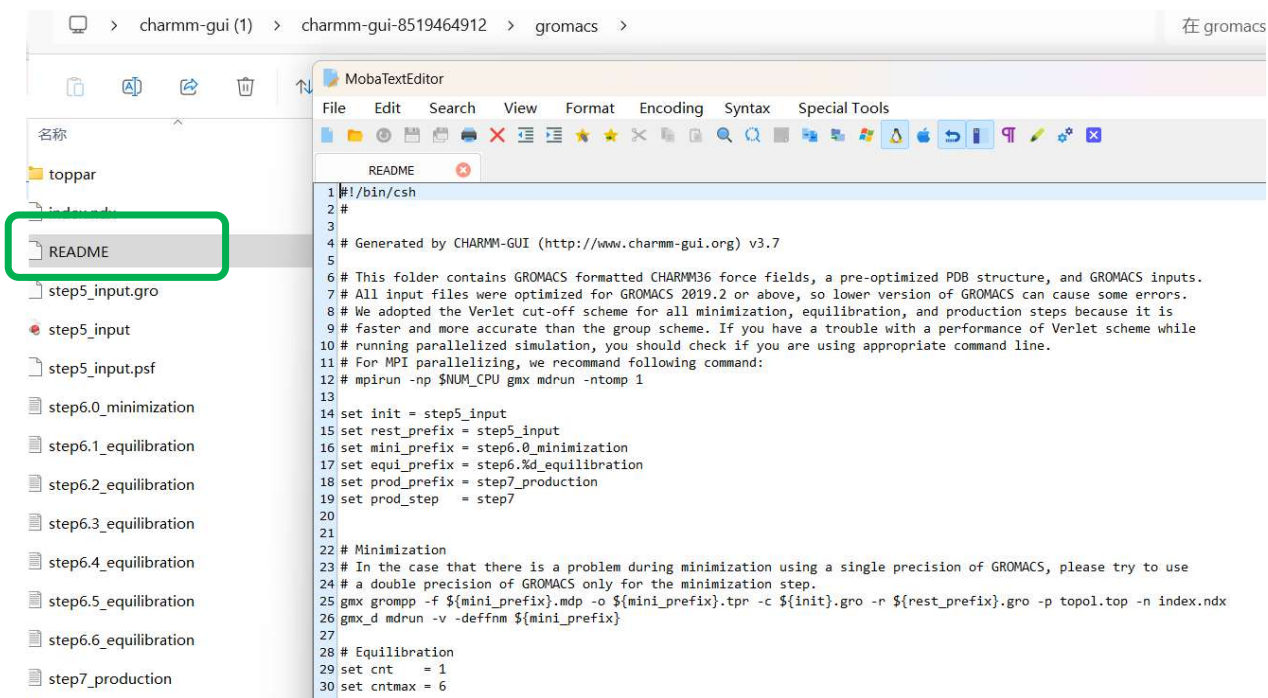 charmm-gui (1) > charmm-gui-8519464912 > gromacs >
在 gromacs
MobaTextEditor
File Edit Search View Format Encoding Syntax Special Tools
名称
README
toppar
index.ndx
README
step5_input.gro
step5_input
step5_input.psf
step6.0_minimization
step6.1_equilibration
step6.2_equilibration
step6.3_equilibration
step6.4_equilibration
step6.5_equilibration
step6.6_equilibration
step7_production
1 #!/bin/csh
2 #
3
4 # Generated by CHARMM-GUI (http://www.charmm-gui.org) v3.7
5
6 # This folder contains GROMACS formatted CHARMM36 force fields, a pre-optimized PDB structure, and GROMACS inputs.
7 # All input files were optimized for GROMACS 2019.2 or above, so lower version of GROMACS can cause some errors.
8 # We adopted the Verlet cut-off scheme for all minimization, equilibration, and production steps because it is
9 # faster and more accurate than the group scheme. If you have a trouble with a performance of Verlet scheme while
10 # running parallelized simulation, you should check if you are using appropriate command line.
11 # For MPI parallelizing, we recommand following command:
12 # mpirun -np $NUM_CPU gmx mdrun -ntomp 1
13
14 set init = step5_input
15 set rest_prefix = step5_input
16 set mini_prefix = step6.0_minimization
17 set equi_prefix = step6.%d_equilibration
18 set prod_prefix = step7_production
19 set prod_step   = step7
20
21
22 # Minimization
23 # In the case that there is a problem during minimization using a single precision of GROMACS, please try to use
24 # a double precision of GROMACS only for the minimization step.
25 gmx grompp -f ${mini_prefix}.mdp -o ${mini_prefix}.tpr -c ${init}.gro -r ${rest_prefix}.gro -p topol.top -n index.ndx
26 gmx_d mdrun -v -deffnm ${mini_prefix}
27
28 # Equilibration
29 set cnt    = 1
30 set cntmax = 6